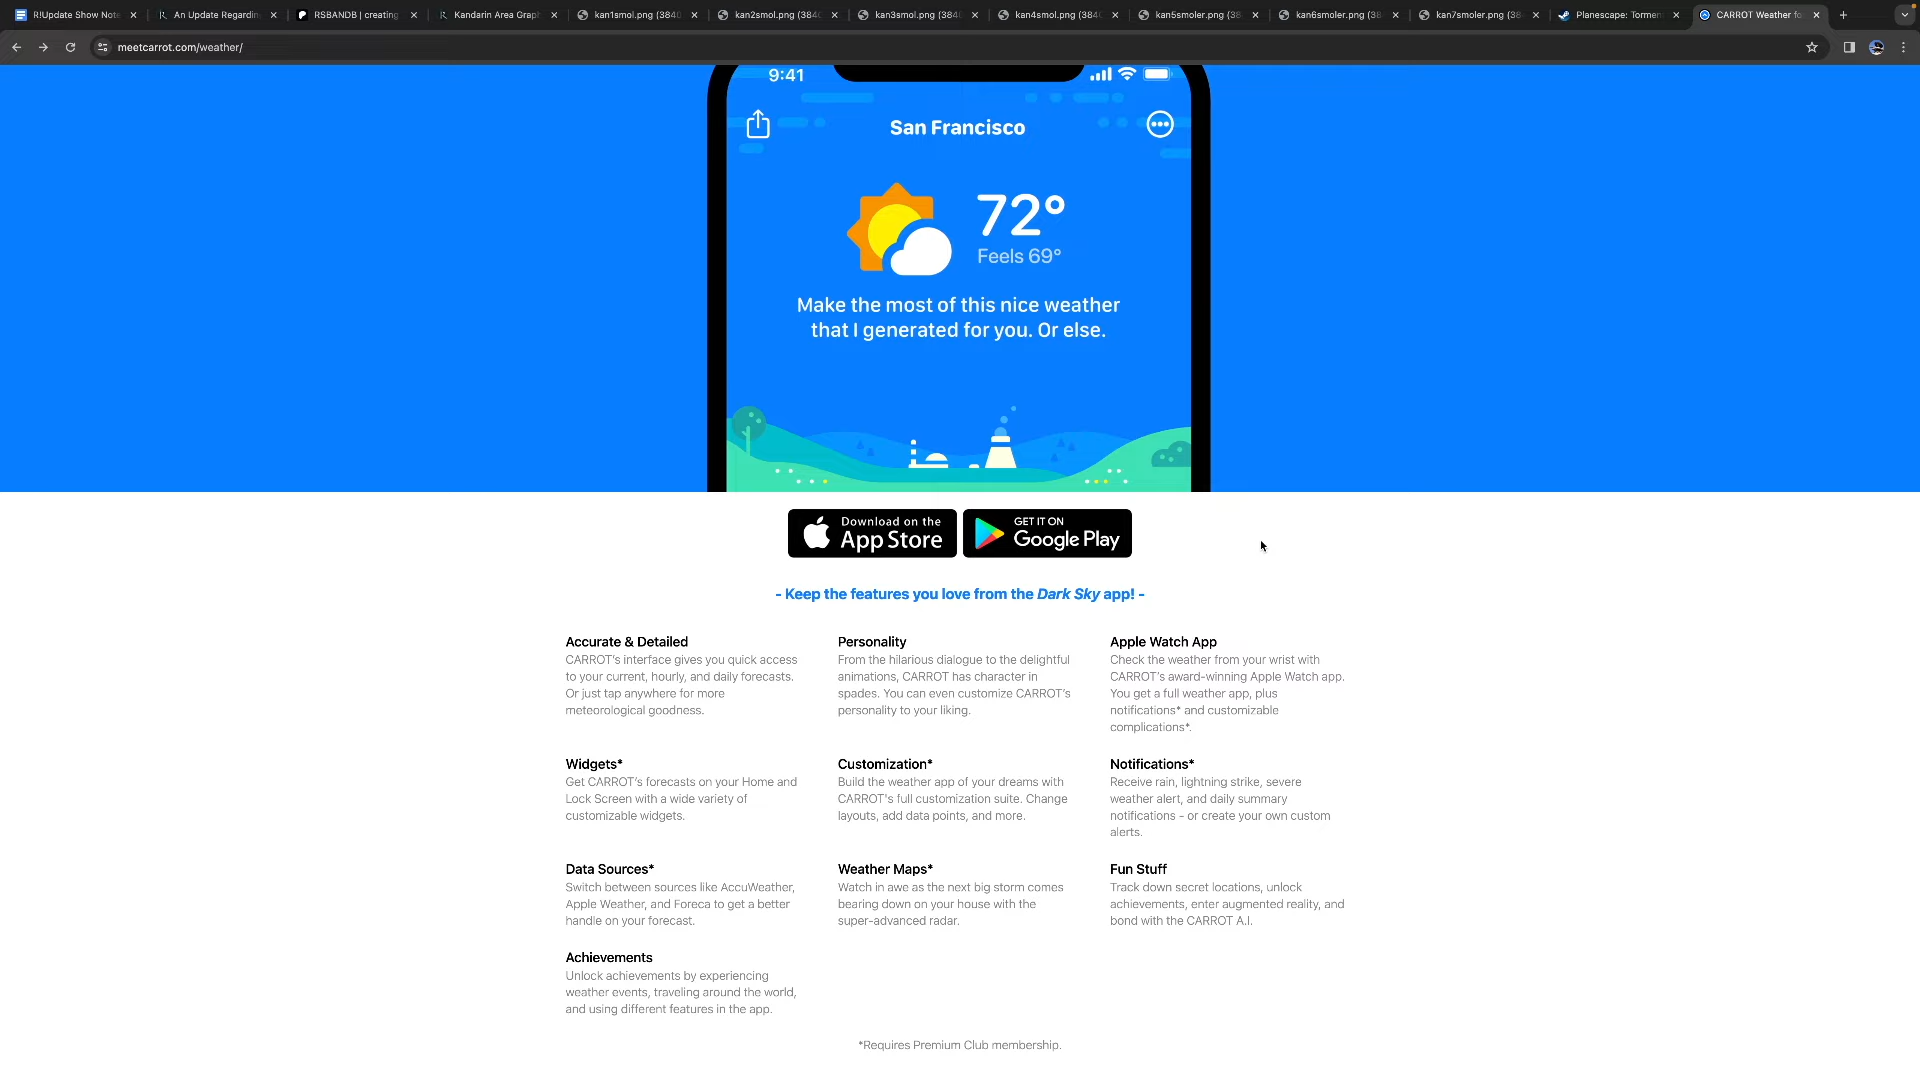 R!Update Show Note
An Update Regardin
RSBANDB | creating
Kandarin Area Graph
kan1smol.png (3840
kan2smol.png (3840
kan3smol.png (3840
kan4smol.png (3840
kan5smoler.png (38
kan6smoler.png (38
kan7smoler.png (38
Planescape: Tormen
CARROT Weather fo
meetcarrot.com/weather/
9:41
San Francisco
72°
Feels 69°
Make the most of this nice weather
that I generated for you. Or else.
Download on the
App Store
GET IT ON
Google Play
- Keep the features you love from the Dark Sky app! -
Accurate & Detailed
CARROT's interface gives you quick access
to your current, hourly, and daily forecasts.
Or just tap anywhere for more
meteorological goodness.
Personality
From the hilarious dialogue to the delightful
animations, CARROT has character in
spades. You can even customize CARROT's
personality to your liking.
Apple Watch App
Check the weather from your wrist with
CARROT's award-winning Apple Watch app.
You get a full weather app, plus
notifications* and customizable
complications*.
Widgets*
Get CARROT's forecasts on your Home and
Lock Screen with a wide variety of
customizable widgets.
Customization*
Build the weather app of your dreams with
CARROT's full customization suite. Change
layouts, add data points, and more.
Notifications*
Receive rain, lightning strike, severe
weather alert, and daily summary
notifications - or create your own custom
alerts.
Data Sources*
Switch between sources like AccuWeather,
Apple Weather, and Foreca to get a better
handle on your forecast.
Weather Maps*
Watch in awe as the next big storm comes
bearing down on your house with the
super-advanced radar.
Fun Stuff
Track down secret locations, unlock
achievements, enter augmented reality, and
bond with the CARROT A.I.
Achievements
Unlock achievements by experiencing
weather events, traveling around the world,
and using different features in the app.
*Requires Premium Club membership.